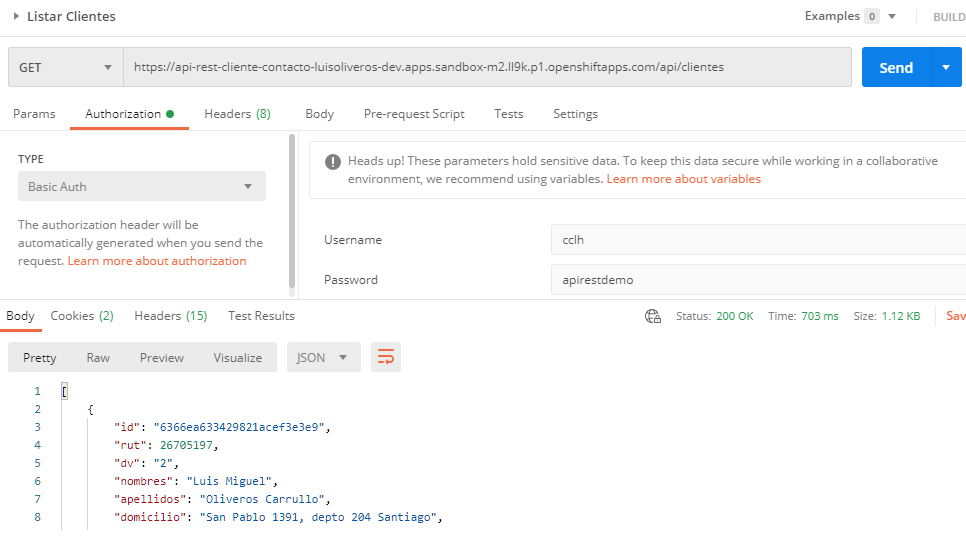 Listar Clientes
Examples 0
BUILD
GET
https://api-rest-cliente-contacto-luisoliveros-dev.apps.sandbox-m2.ll9k.p1.openshiftapps.com/api/clientes
Send
Params Authorization Headers (8) Body Pre-request Script Tests Settings
TYPE
Basic Auth
The authorization header will be
automatically generated when you send the
request. Learn more about authorization
Heads up! These parameters hold sensitive data. To keep this data secure while working in a collaborative
environment, we recommend using variables. Learn more about variables
Username cclh
Password apirestdemo
Body Cookies (2) Headers (15) Test Results Status: 200 OK Time: 703 ms Size: 1.12 KB Sav
Pretty Raw Preview Visualize JSON
1 [
2 {
3 "id": "6366ea633429821acef3e3e9",
4 "rut": 26705197,
5 "dv": "2",
6 "nombres": "Luis Miguel",
7 "apellidos": "Oliveros Carrullo",
8 "domicilio": "San Pablo 1391, depto 204 Santiago",